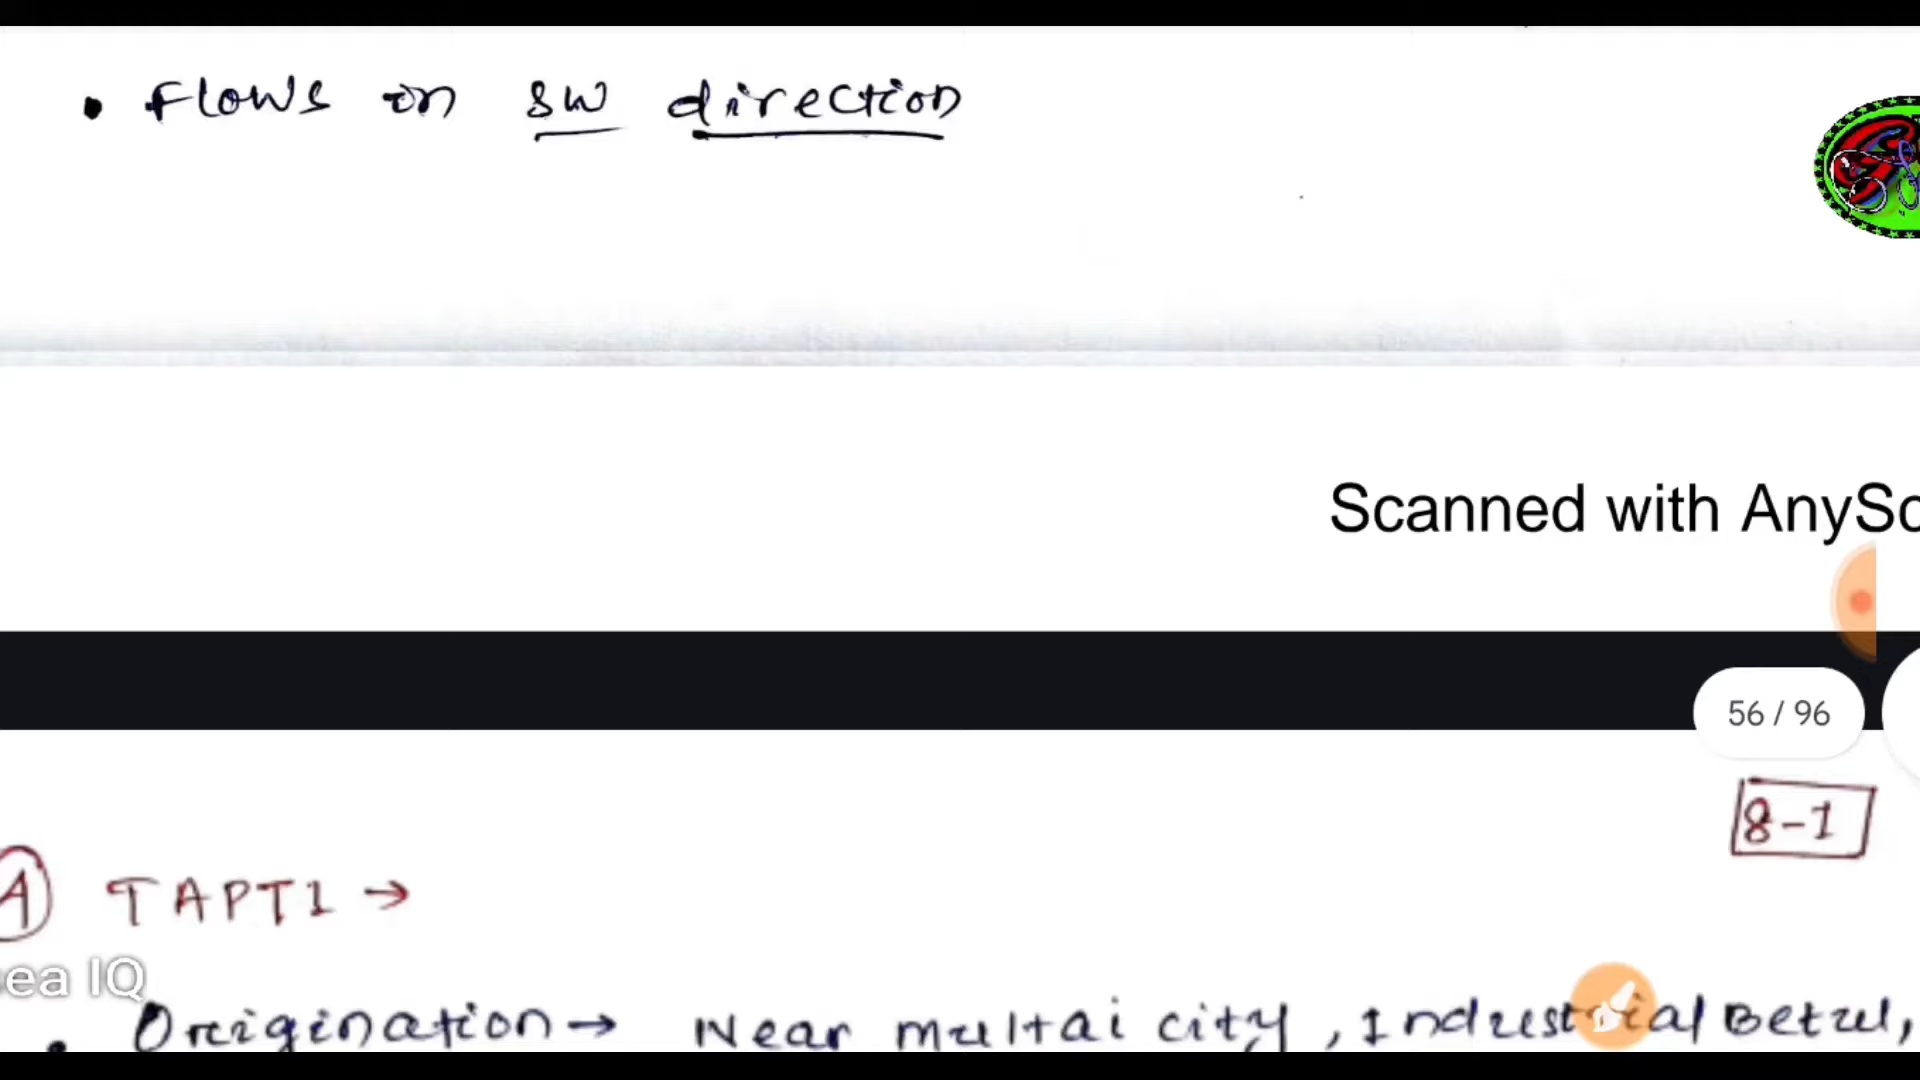 • Flows in SW direction
Scanned with AnySc
56 / 96
8-1
A TAPTI →
ea IQ
• Origination → Near multai city, Industrial Betul,